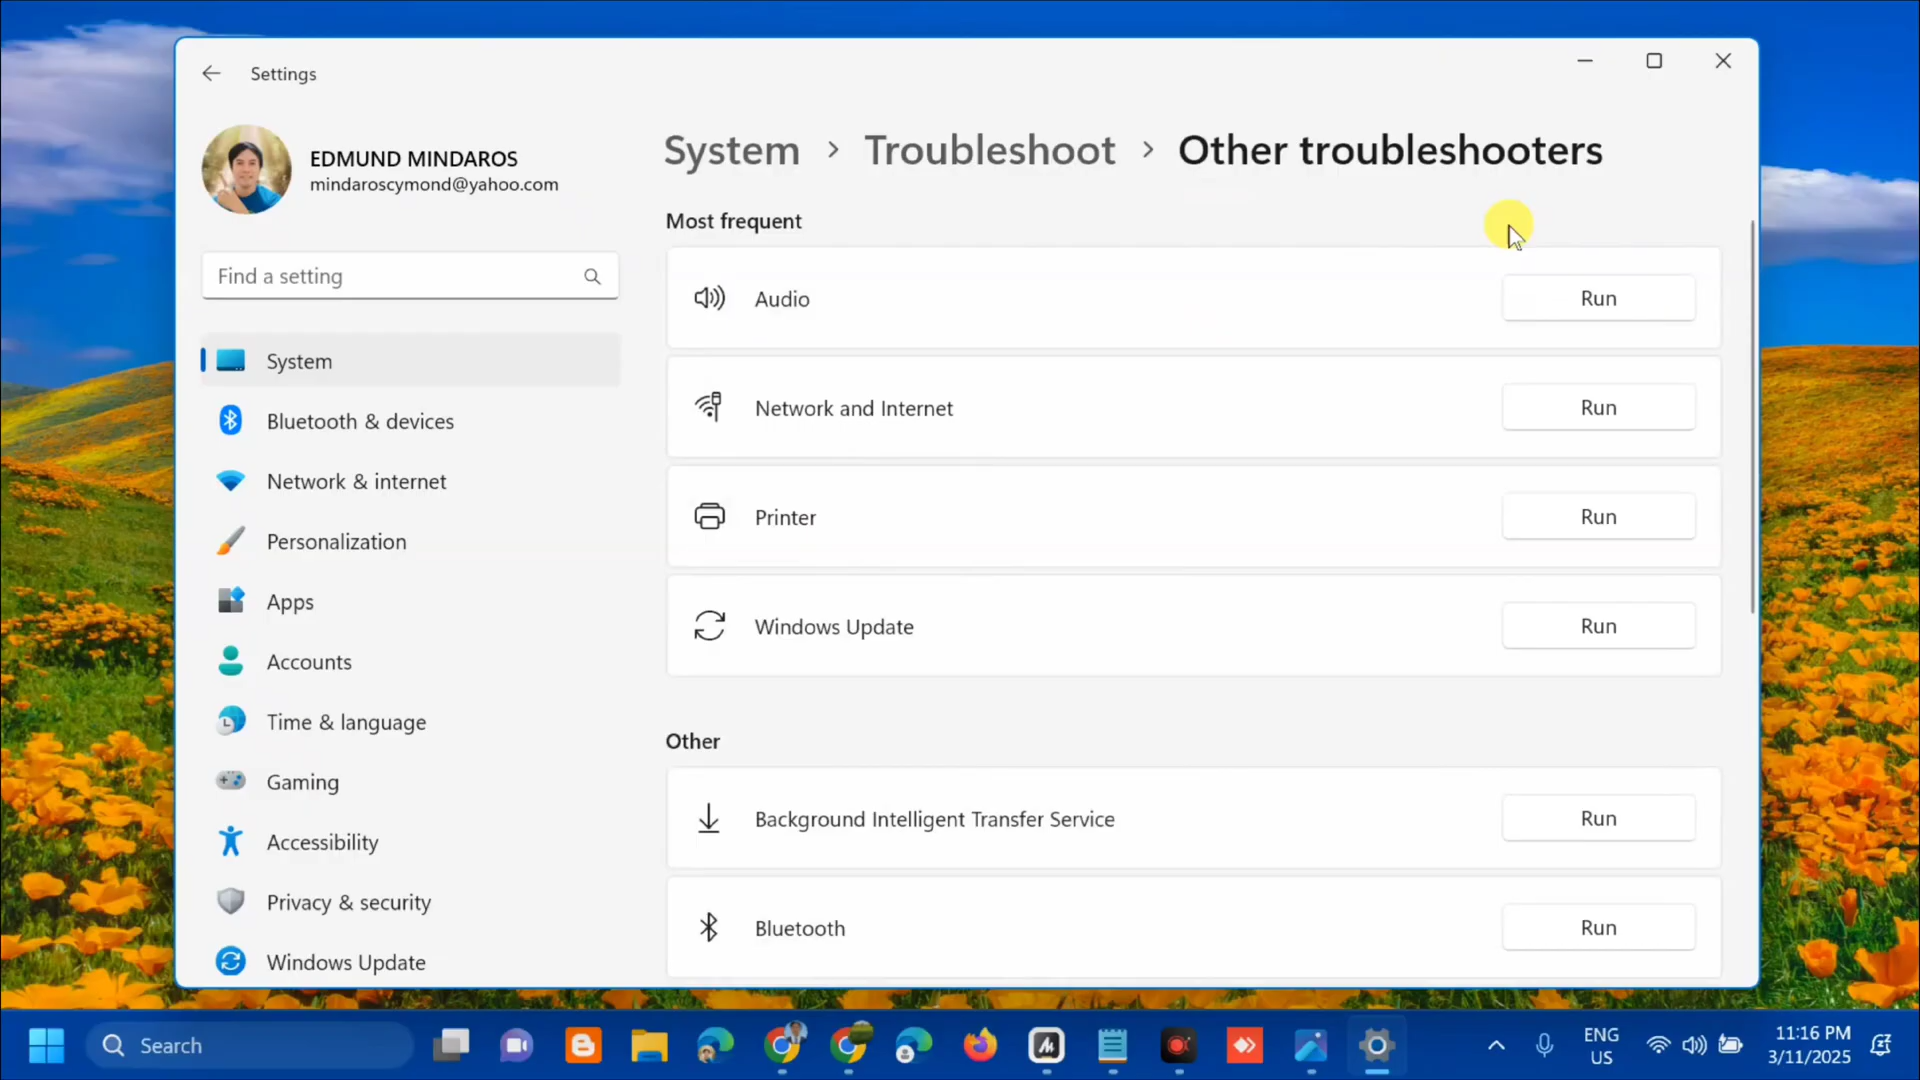 Settings
EDMUND MINDAROS
mindaroscymond@yahoo.com
Find a setting
System
Bluetooth & devices
Network & internet
Personalization
Apps
Accounts
Time & language
Gaming
Accessibility
Privacy & security
Windows Update
System > Troubleshoot > Other troubleshooters
Most frequent
Audio Run
Network and Internet Run
Printer Run
Windows Update Run
Other
Background Intelligent Transfer Service Run
Bluetooth Run
Search
ENG
US
11:16 PM
3/11/2025